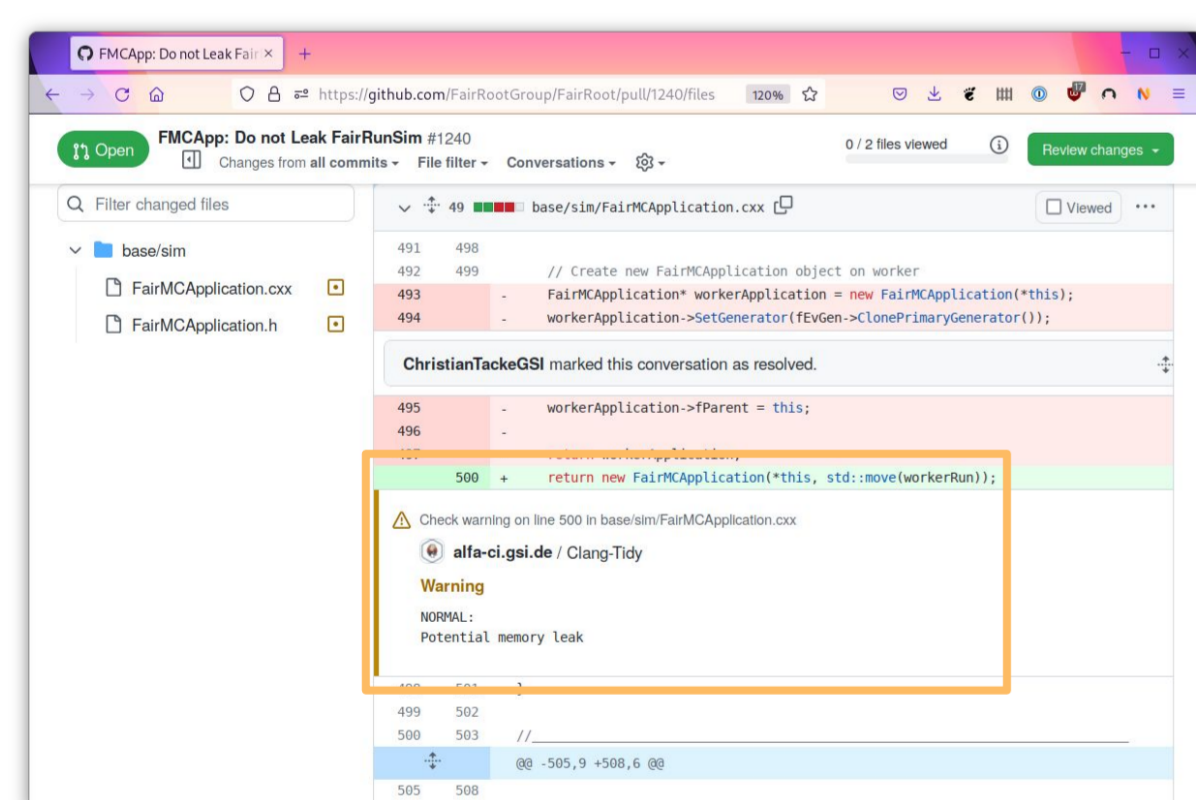 FMCApp: Do not Leak Fair
https://github.com/FairRootGroup/FairRoot/pull/1240/files 120%
17
Open
FMCApp: Do not Leak FairRunSim #1240
Changes from all commits File filter Conversations
0 / 2 files viewed
Review changes
Filter changed files
base/sim
FairMCApplication.cxx
FairMCApplication.h
49 base/sim/FairMCApplication.cxx
Viewed
491 498
492 499 // Create new FairMCApplication object on worker
493 - FairMCApplication* workerApplication = new FairMCApplication(*this);
494 - workerApplication->SetGenerator(fEvGen->ClonePrimaryGenerator());
ChristianTackeGSI marked this conversation as resolved.
495 - workerApplication->fParent = this;
496 -
500 + return new FairMCApplication(*this, std::move(workerRun));
Check warning on line 500 in base/sim/FairMCApplication.cxx
alfa-ci.gsi.de / Clang-Tidy
Warning
NORMAL:
Potential memory leak
499 502
500 503 //
@@ -505,9 +508,6 @@
505 508